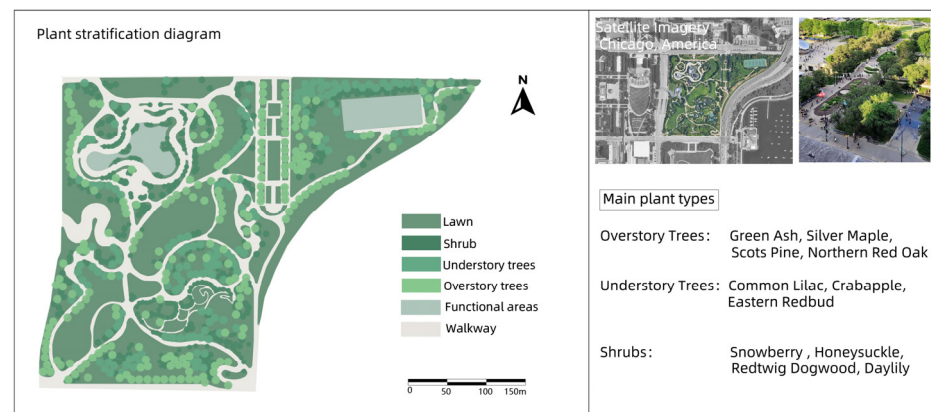 Plant stratification diagram
N
Lawn
Shrub
Understory trees
Overstory trees
Functional areas
Walkway
0 50 100 150m
Satellite Imagery
Chicago, America
Main plant types
Overstory Trees: Green Ash, Silver Maple,
Scots Pine, Northern Red Oak
Understory Trees: Common Lilac, Crabapple,
Eastern Redbud
Shrubs: Snowberry , Honeysuckle,
Redtwig Dogwood, Daylily